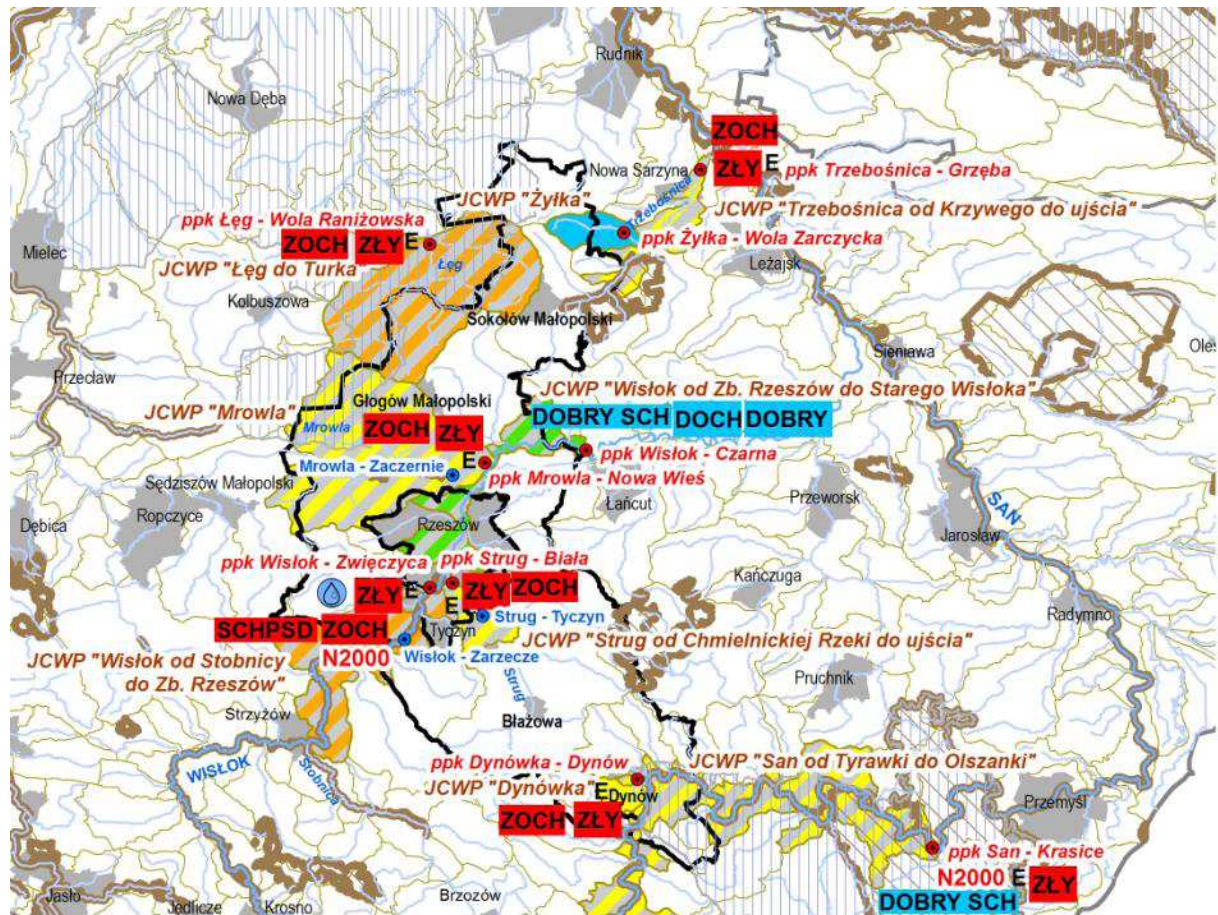 Rudnik
Nowa Dęba
ZOCH
Nowa Sarzyna
ZŁY E ppk Trzebośnica - Grzęba
Trzebośnica
JCWP "Żyłka"
JCWP "Trzebośnica od Krzywego do ujścia"
ppk Łęg - Wola Raniżowska
ZOCH ZŁY E
ppk Żyłka - Wola Zarczycka
Mielec
Łęg
JCWP "Łęg do Turka
Leżajsk
Kolbuszowa
Sokołów Małopolski
Sieniawa
Oles
Przecław
JCWP "Wisłok od Zb. Rzeszów do Starego Wisłoka"
Głogów Małopolski
JCWP "Mrowla"
DOBRY SCH DOCH DOBRY
Mrowla
ZOCH ZŁY
ppk Wisłok - Czarna
E
Mrowla - Zaczernie
ppk Mrowla - Nowa Wieś
Sędziszów Małopolski
Ropczyce
Łańcut
Przeworsk
SAN
Dębica
Rzeszów
Jarosław
ppk Wisłok - Zwięczyca
ppk Strug - Biała
Kańczuga
ZŁY E
E ZŁY ZOCH
Radymno
Strug - Tyczyn
SCHPSD ZOCH
Tyczyn
JCWP "Strug od Chmielnickiej Rzeki do ujścia"
N2000
Wisłok - Zarzecze
JCWP "Wisłok od Stobnicy
do Zb. Rzeszów"
Strug
Pruchnik
Strzyżów
Błażowa
WISŁOK
Stobnica
ppk Dynówka - Dynów
JCWP "San od Tyrawki do Olszanki"
JCWP "Dynówka"
E
Dynów
Przemyśl
ZOCH ZŁY
ppk San - Krasice
N2000 E ZŁY
DOBRY SCH
Jasło
Jedlicze
Krosno
Brzozów